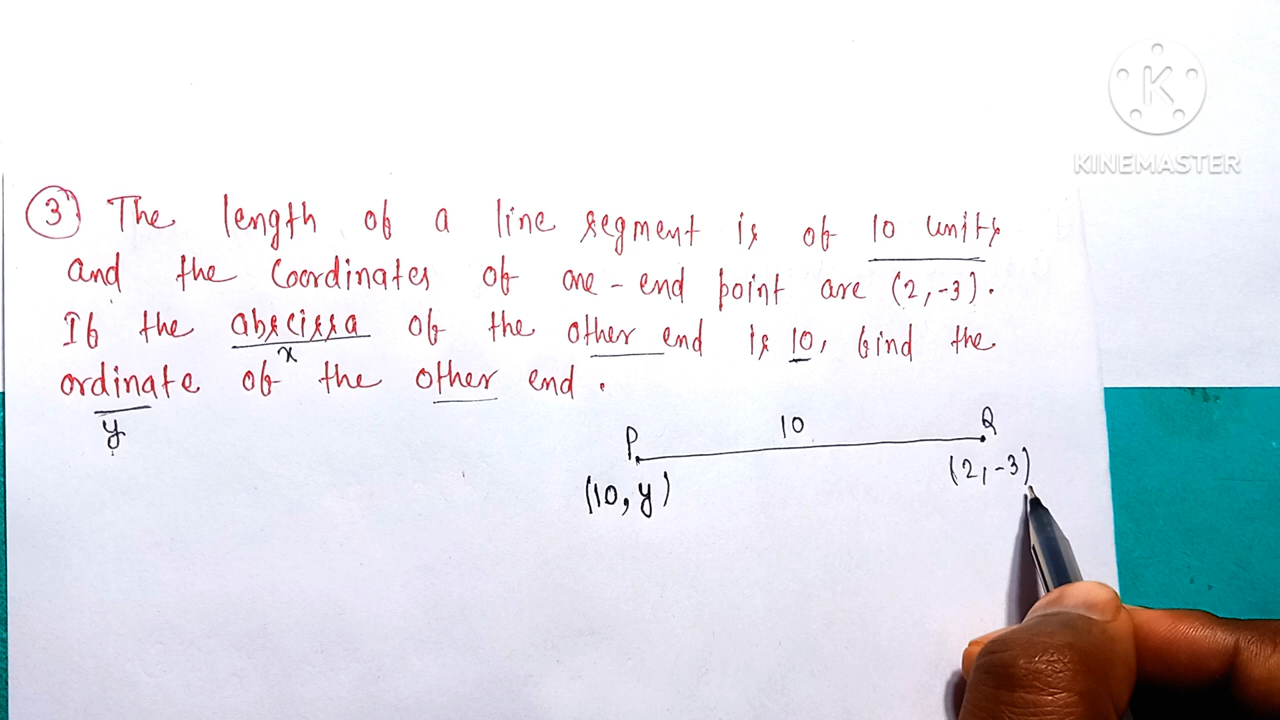 K
KINEMASTER
3 The length of a line segment is of 10 units
and the coordinates of one-end point are (2,-3).
If the abscissa of the other end is 10, find the
x
ordinate of the other end.
y
P 10 Q
(10, y) (2, -3)